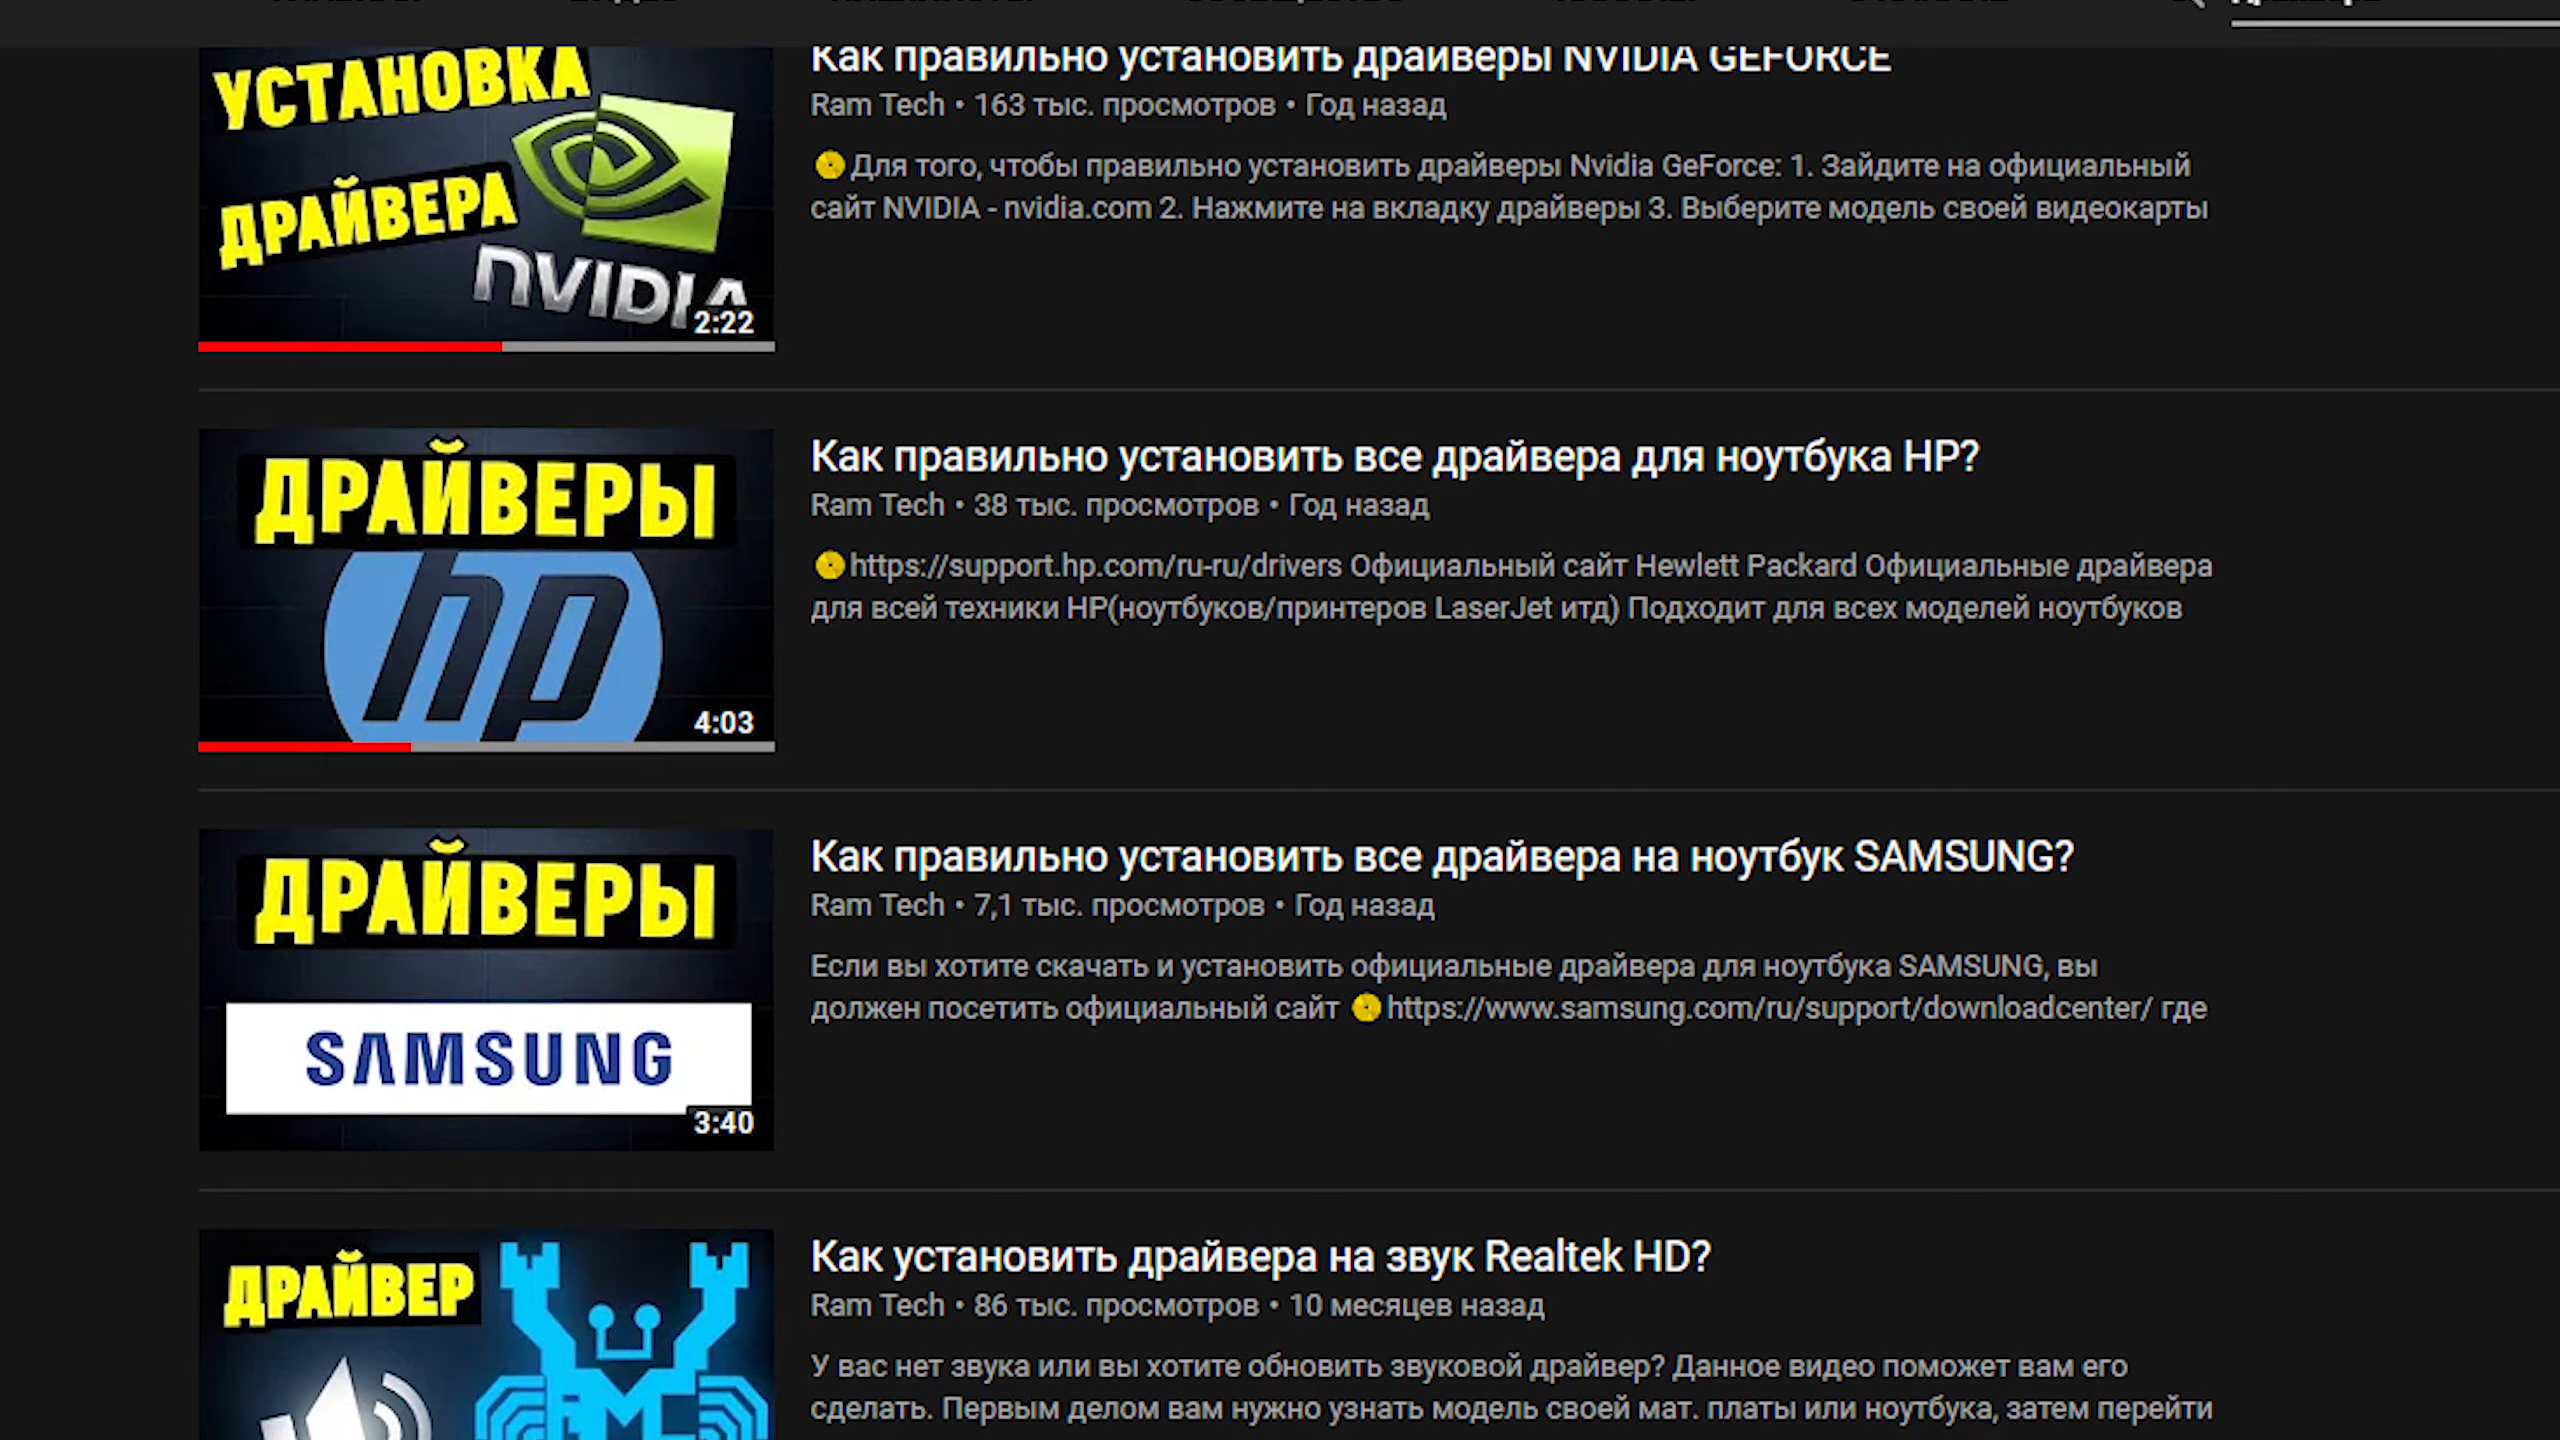 УСТАНОВКА
ДРАЙВЕРА
NVIDIA
2:22
Как правильно установить драйверы NVIDIA GEFORCE
Ram Tech • 163 тыс. просмотров • Год назад
Для того, чтобы правильно установить драйверы Nvidia GeForce: 1. Зайдите на официальный
сайт NVIDIA - nvidia.com 2. Нажмите на вкладку драйверы 3. Выберите модель своей видеокарты
ДРАЙВЕРЫ
hp
4:03
Как правильно установить все драйвера для ноутбука HP?
Ram Tech • 38 тыс. просмотров • Год назад
https://support.hp.com/ru-ru/drivers Официальный сайт Hewlett Packard Официальные драйвера
для всей техники HP(ноутбуков/принтеров LaserJet итд) Подходит для всех моделей ноутбуков
ДРАЙВЕРЫ
SAMSUNG
3:40
Как правильно установить все драйвера на ноутбук SAMSUNG?
Ram Tech • 7,1 тыс. просмотров • Год назад
Если вы хотите скачать и установить официальные драйвера для ноутбука SAMSUNG, вы
должен посетить официальный сайт https://www.samsung.com/ru/support/downloadcenter/ где
ДРАЙВЕР
Как установить драйвера на звук Realtek HD?
Ram Tech • 86 тыс. просмотров • 10 месяцев назад
У вас нет звука или вы хотите обновить звуковой драйвер? Данное видео поможет вам его
сделать. Первым делом вам нужно узнать модель своей мат. платы или ноутбука, затем перейти